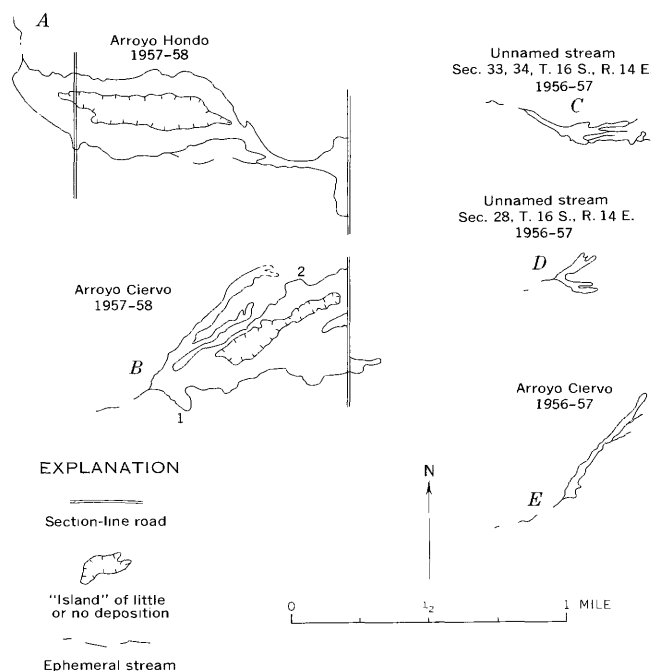 A
Arroyo Hondo
1957-58
Unnamed stream
Sec. 33, 34, T. 16 S., R. 14 E
1956-57
C
Unnamed stream
Sec. 28, T. 16 S., R. 14 E.
1956-57
D
Arroyo Ciervo
1957-58
2
B
1
Arroyo Ciervo
1956-57
E
EXPLANATION
Section-line road
"Island" of little
or no deposition
Ephemeral stream
N
0 1/2 1 MILE